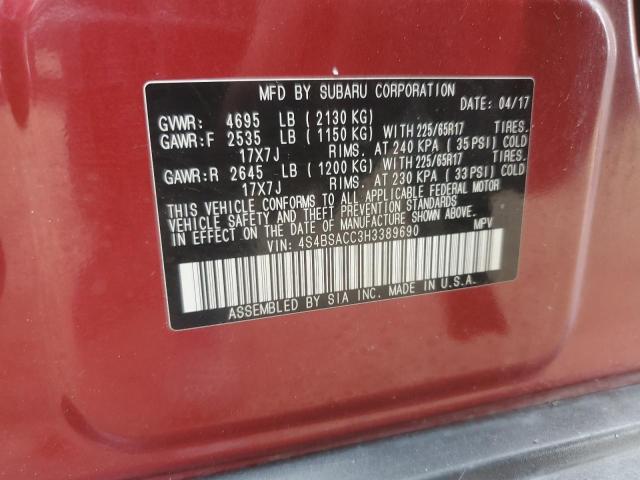 MFD BY SUBARU CORPORATION
DATE: 04/17
GVWR: 4695 LB (2130 KG)
GAWR:F 2535 LB (1150 KG) WITH 225/65R17 TIRES.
17X7J RIMS. AT 240 KPA (35 PSI) COLD
GAWR:R 2645 LB (1200 KG) WITH 225/65R17 TIRES.
17X7J RIMS. AT 230 KPA (33 PSI) COLD
THIS VEHICLE CONFORMS TO ALL APPLICABLE FEDERAL MOTOR
VEHICLE SAFETY AND BUMPER STANDARDS
IN EFFECT ON THE DATE OF MANUFACTURE SHOWN ABOVE.
VIN: 4S4BSACC3H3389690 MPV
ASSEMBLED BY SIA INC. MADE IN U.S.A.